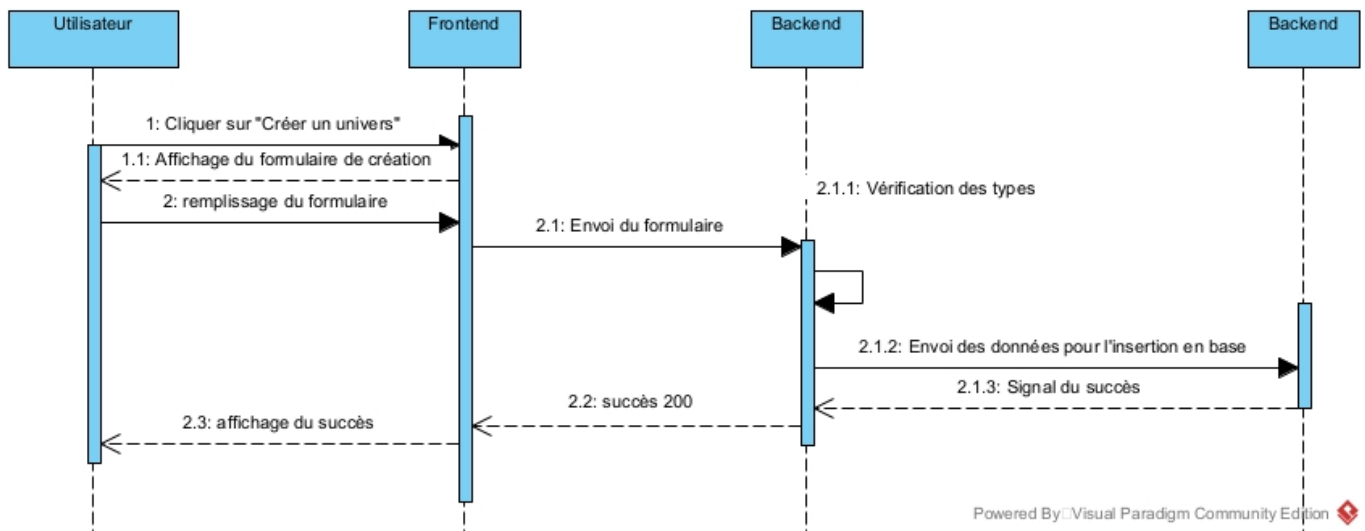 Utilisateur
Frontend
Backend
Backend
1: Cliquer sur "Créer un univers"
1.1: Affichage du formulaire de création
2.1.1: Vérification des types
2: remplissage du formulaire
2.1: Envoi du formulaire
2.1.2: Envoi des données pour l'insertion en base
2.1.3: Signal du succès
2.2: succès 200
2.3: affichage du succès
Powered By Visual Paradigm Community Edition